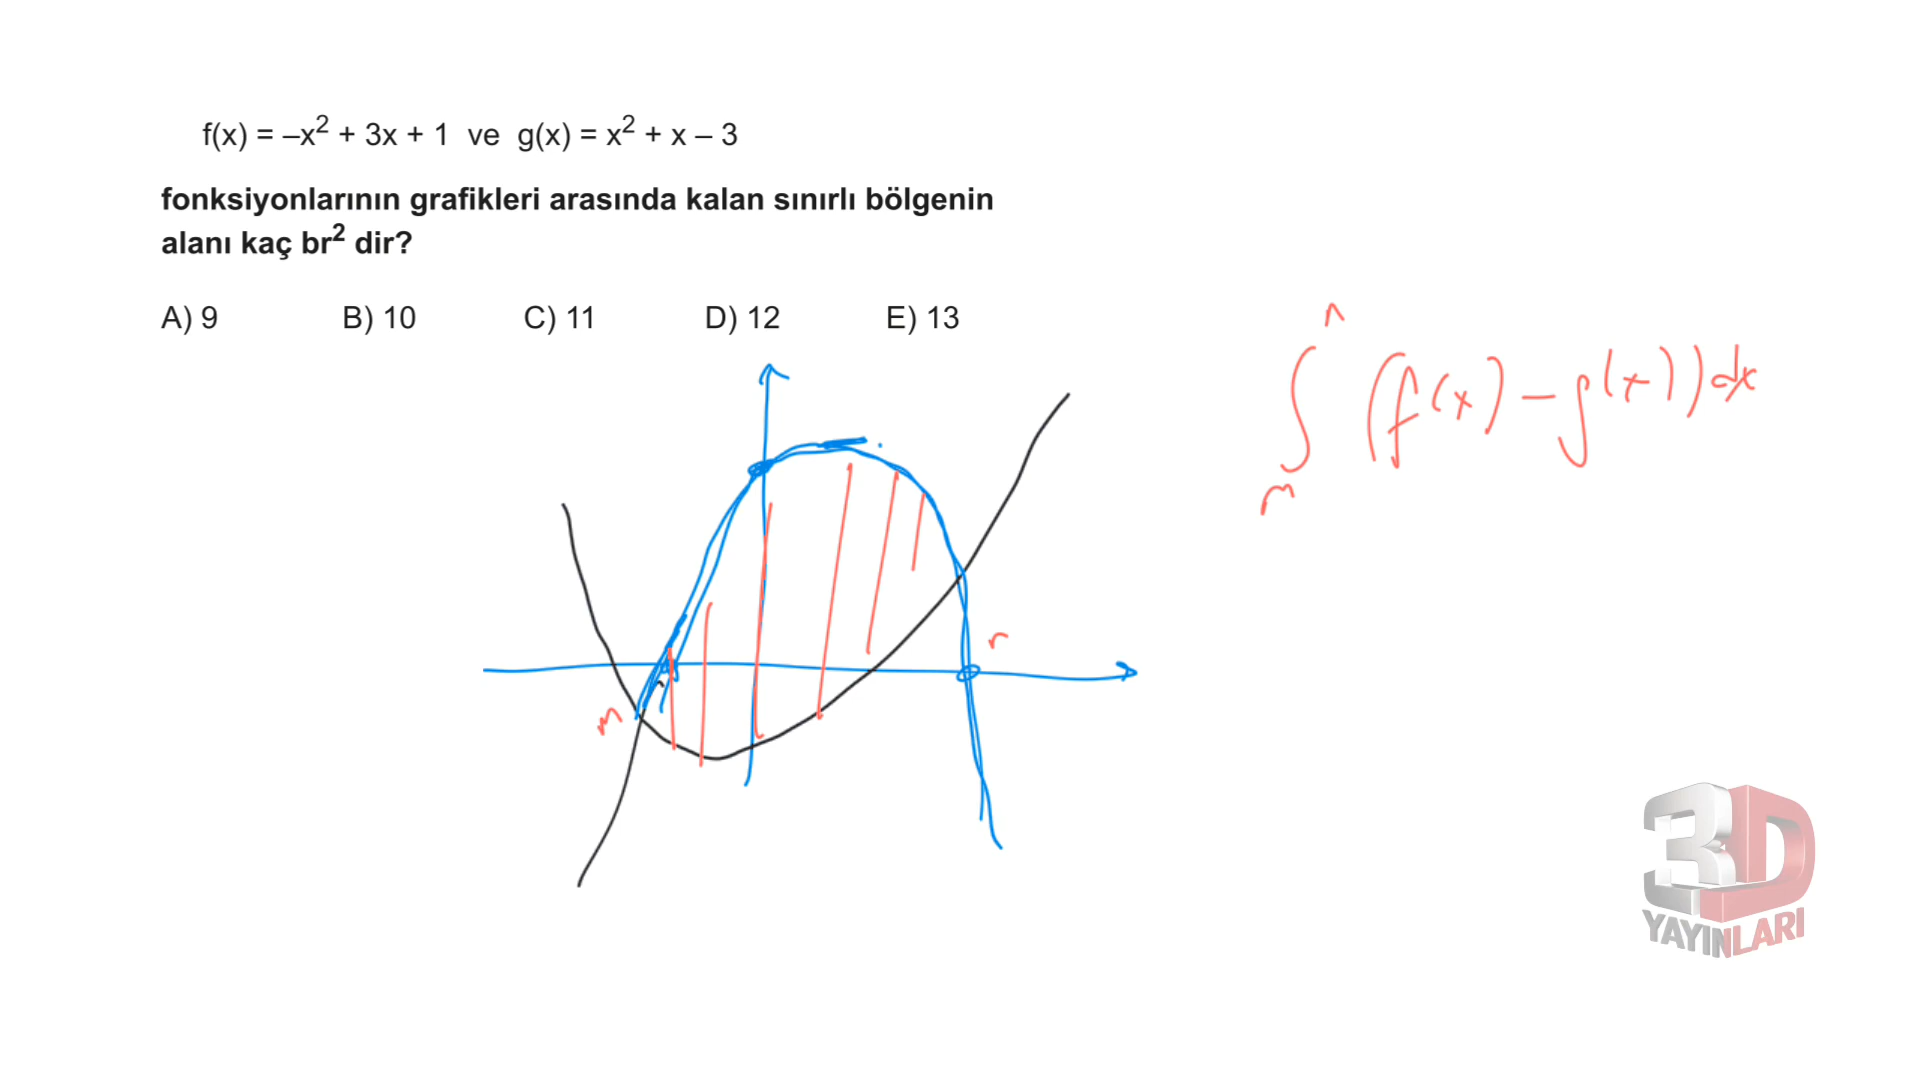 f(x) = –x² + 3x + 1 ve g(x) = x² + x – 3
fonksiyonlarının grafikleri arasında kalan sınırlı bölgenin
alanı kaç br² dir?
A) 9 B) 10 C) 11 D) 12 E) 13
n
∫ (f(x) – g(x)) dx
m
n
m
3D
YAYINLARI